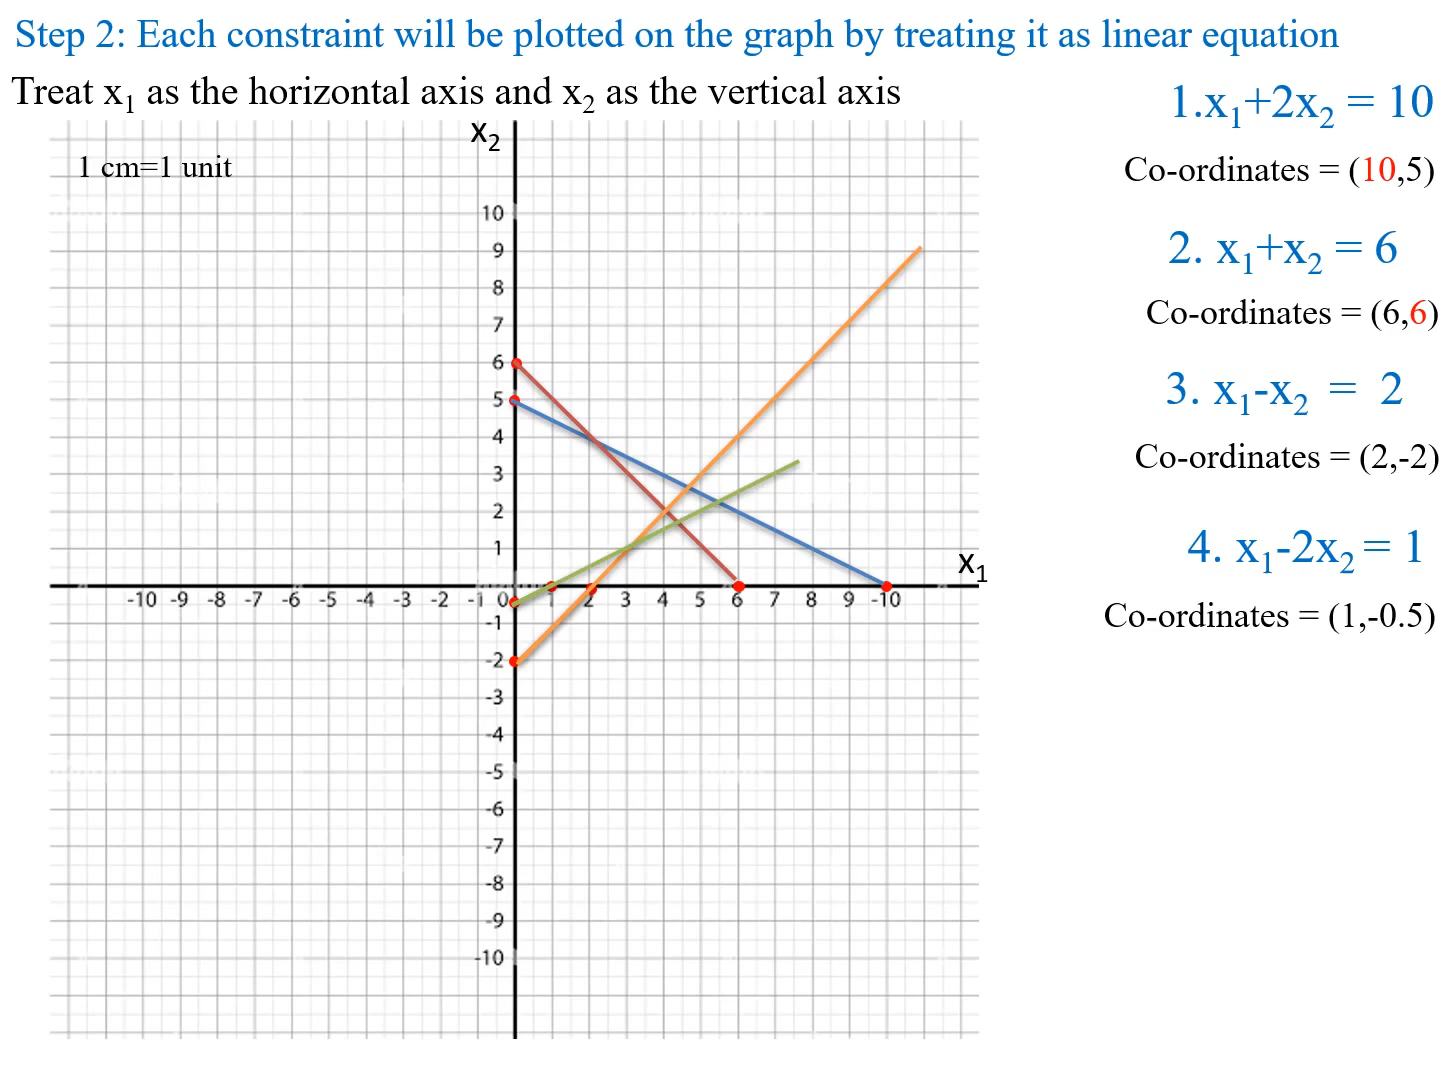 Step 2: Each constraint will be plotted on the graph by treating it as linear equation
Treat x₁ as the horizontal axis and x₂ as the vertical axis
1.x₁+2x₂ = 10
Co-ordinates = (10,5)
2. x₁+x₂ = 6
Co-ordinates = (6,6)
3. x₁-x₂ = 2
Co-ordinates = (2,-2)
4. x₁-2x₂ = 1
Co-ordinates = (1,-0.5)
x₂
1 cm=1 unit
10
9
8
7
6
5
4
3
2
1
x₁
-10 -9 -8 -7 -6 -5 -4 -3 -2 -1 0 1 2 3 4 5 6 7 8 9 -10
-1
-2
-3
-4
-5
-6
-7
-8
-9
-10